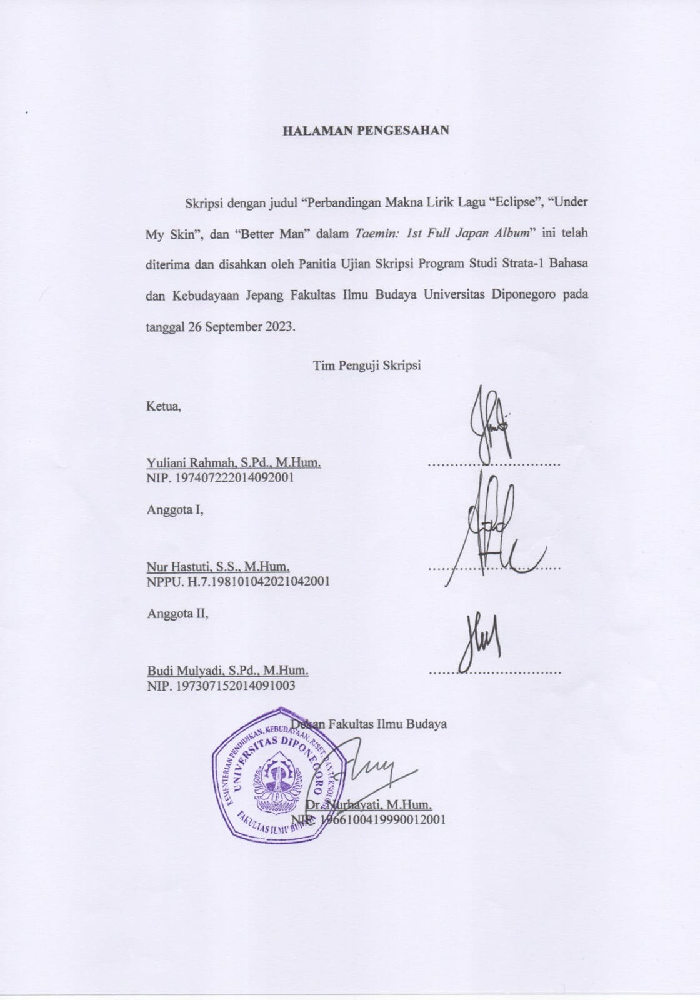 HALAMAN PENGESAHAN
Skripsi dengan judul “Perbandingan Makna Lirik Lagu “Eclipse”, “Under
My Skin”, dan “Better Man” dalam Taemin: 1st Full Japan Album” ini telah
diterima dan disahkan oleh Panitia Ujian Skripsi Program Studi Strata-1 Bahasa
dan Kebudayaan Jepang Fakultas Ilmu Budaya Universitas Diponegoro pada
tanggal 26 September 2023.
Tim Penguji Skripsi
Ketua,
Yuliani Rahmah, S.Pd., M.Hum.
NIP. 197407222014092001
Anggota I,
Nur Hastuti, S.S., M.Hum.
NPPU. H.7.198101042021042001
Anggota II,
Budi Mulyadi, S.Pd., M.Hum.
NIP. 197307152014091003
Dekan Fakultas Ilmu Budaya
KEMENTERIAN PENDIDIKAN, KEBUDAYAAN, RISET, DAN
UNIVERSITAS DIPONEGORO
FAKULTAS ILMU BUDAYA
Dr. Nurhayati, M.Hum.
NIP. 1966100419990012001